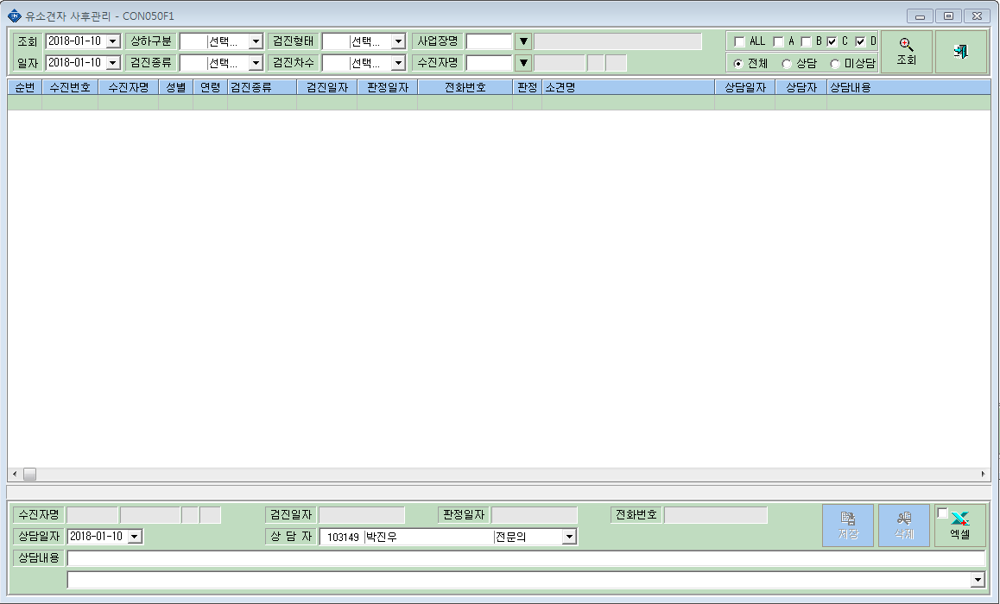 유소견자 사후관리 - CON050F1
조회 2018-01-10 상하구분 선택... 검진형태 선택... 사업장명 ALL A B C D
일자 2018-01-10 검진종류 선택... 검진차수 선택... 수진자명 전체 상담 미상담
조회
순번 수진번호 수진자명 성별 연령 검진종류 검진일자 판정일자 전화번호 판정 소견명 상담일자 상담자 상담내용
수진자명 검진일자 판정일자 전화번호
상담일자 2018-01-10 상 담 자 103149 박진우 전문의 저장 삭제 엑셀
상담내용